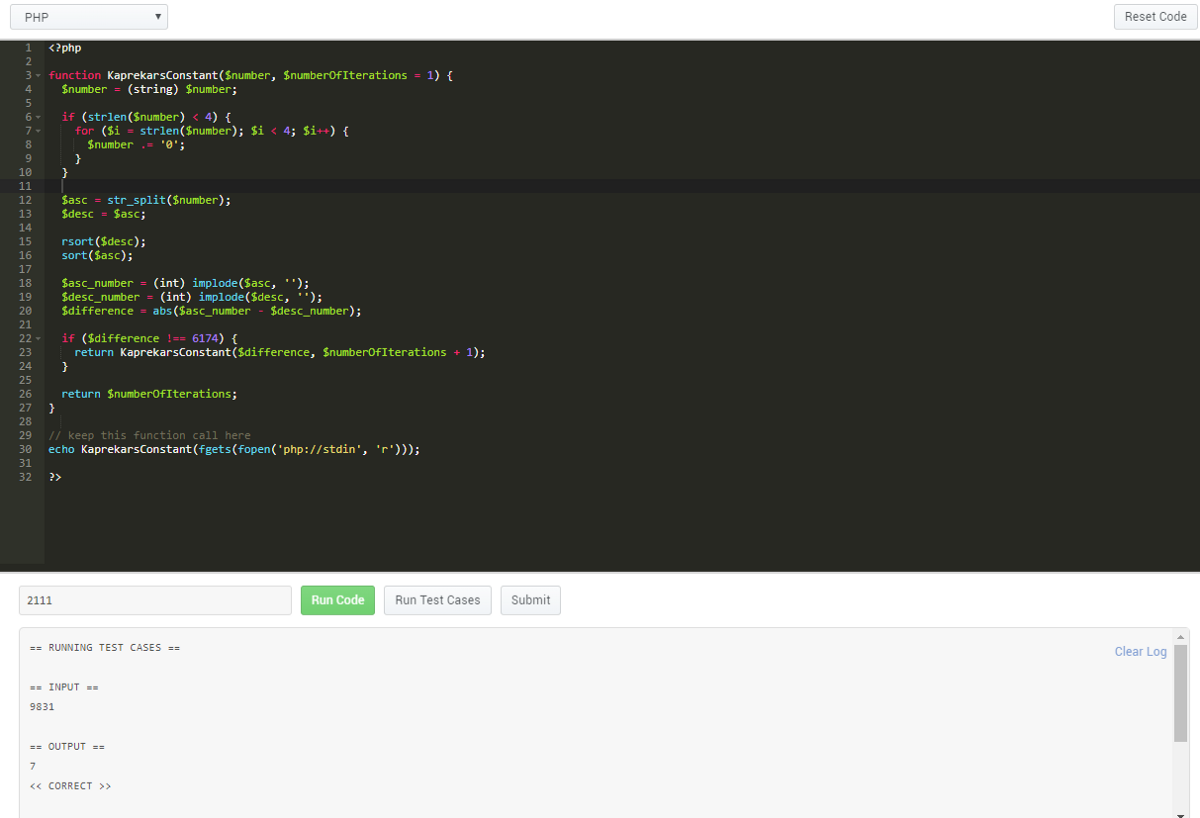 PHP
Reset Code
1 <?php
2
3 function KaprekarsConstant($number, $numberOfIterations = 1) {
4 $number = (string) $number;
5
6 if (strlen($number) < 4) {
7 for ($i = strlen($number); $i < 4; $i++) {
8 $number .= '0';
9 }
10 }
11
12 $asc = str_split($number);
13 $desc = $asc;
14
15 rsort($desc);
16 sort($asc);
17
18 $asc_number = (int) implode($asc, '');
19 $desc_number = (int) implode($desc, '');
20 $difference = abs($asc_number - $desc_number);
21
22 if ($difference !== 6174) {
23 return KaprekarsConstant($difference, $numberOfIterations + 1);
24 }
25
26 return $numberOfIterations;
27 }
28
29 // keep this function call here
30 echo KaprekarsConstant(fgets(fopen('php://stdin', 'r')));
31
32 ?>
2111 Run Code Run Test Cases Submit
== RUNNING TEST CASES ==
Clear Log
== INPUT ==
9831
== OUTPUT ==
7
<< CORRECT >>